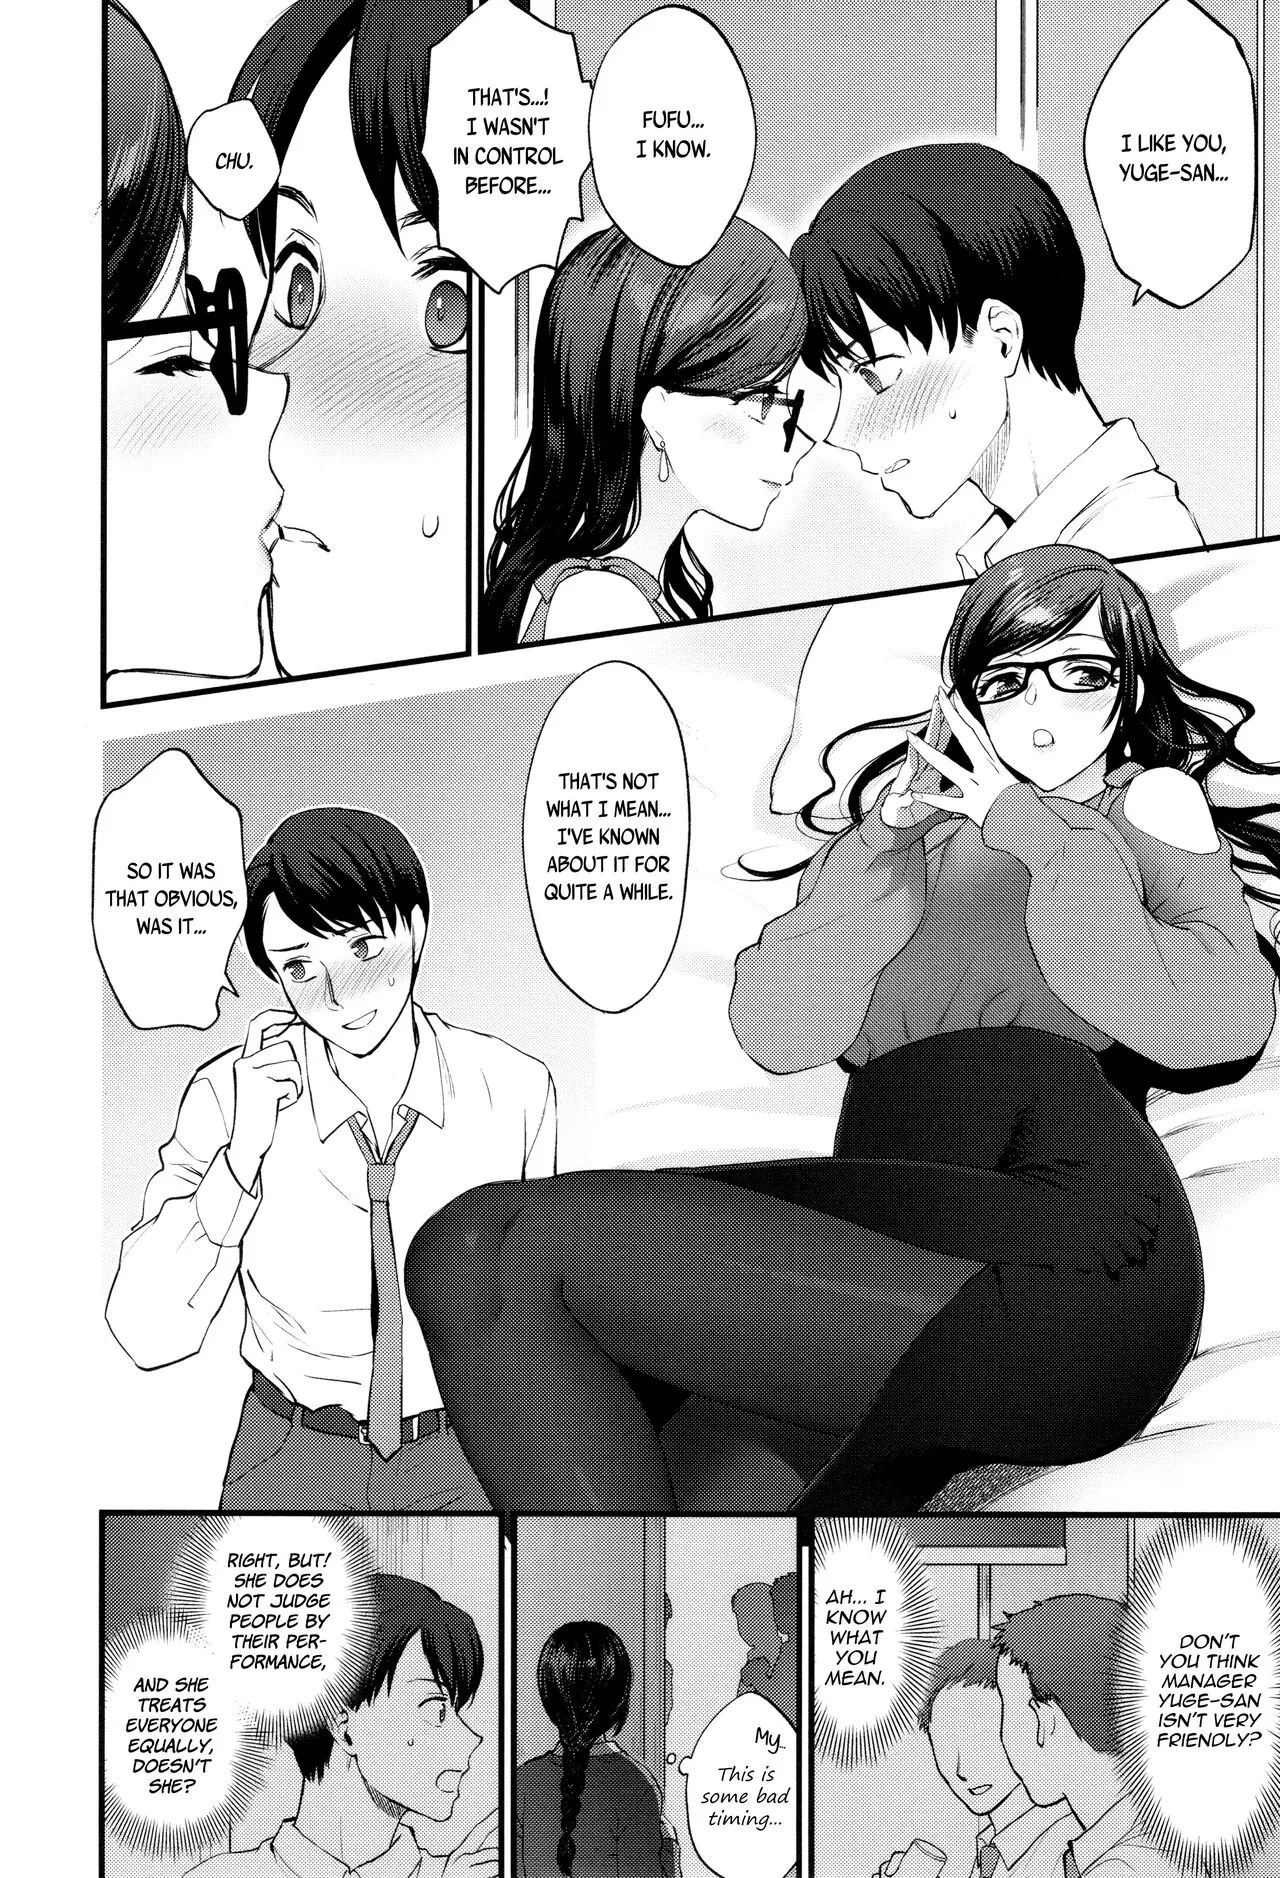 I LIKE YOU,
YUGE-SAN...
FUFU...
I KNOW.
THAT'S...!
I WASN'T
IN CONTROL
BEFORE...
CHU.
THAT'S NOT
WHAT I MEAN...
I'VE KNOWN
ABOUT IT FOR
QUITE A WHILE.
SO IT WAS
THAT OBVIOUS,
WAS IT...
DON'T
YOU THINK
MANAGER
YUGE-SAN
ISN'T VERY
FRIENDLY?
AH... I
KNOW
WHAT YOU
MEAN.
My...
This is
some bad
timing...
RIGHT, BUT!
SHE DOES
NOT JUDGE
PEOPLE BY
THEIR PER-
FORMANCE,
AND SHE
TREATS
EVERYONE
EQUALLY,
DOESN'T
SHE?